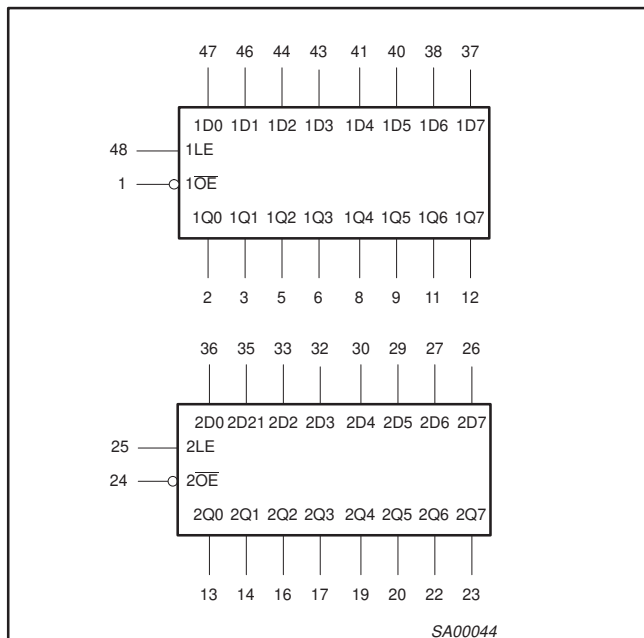 47 46 44 43 41 40 38 37
1D0 1D1 1D2 1D3 1D4 1D5 1D6 1D7
48 1LE
1 1O̅E̅
1Q0 1Q1 1Q2 1Q3 1Q4 1Q5 1Q6 1Q7
2 3 5 6 8 9 11 12
36 35 33 32 30 29 27 26
2D0 2D21 2D2 2D3 2D4 2D5 2D6 2D7
25 2LE
24 2O̅E̅
2Q0 2Q1 2Q2 2Q3 2Q4 2Q5 2Q6 2Q7
13 14 16 17 19 20 22 23
SA00044